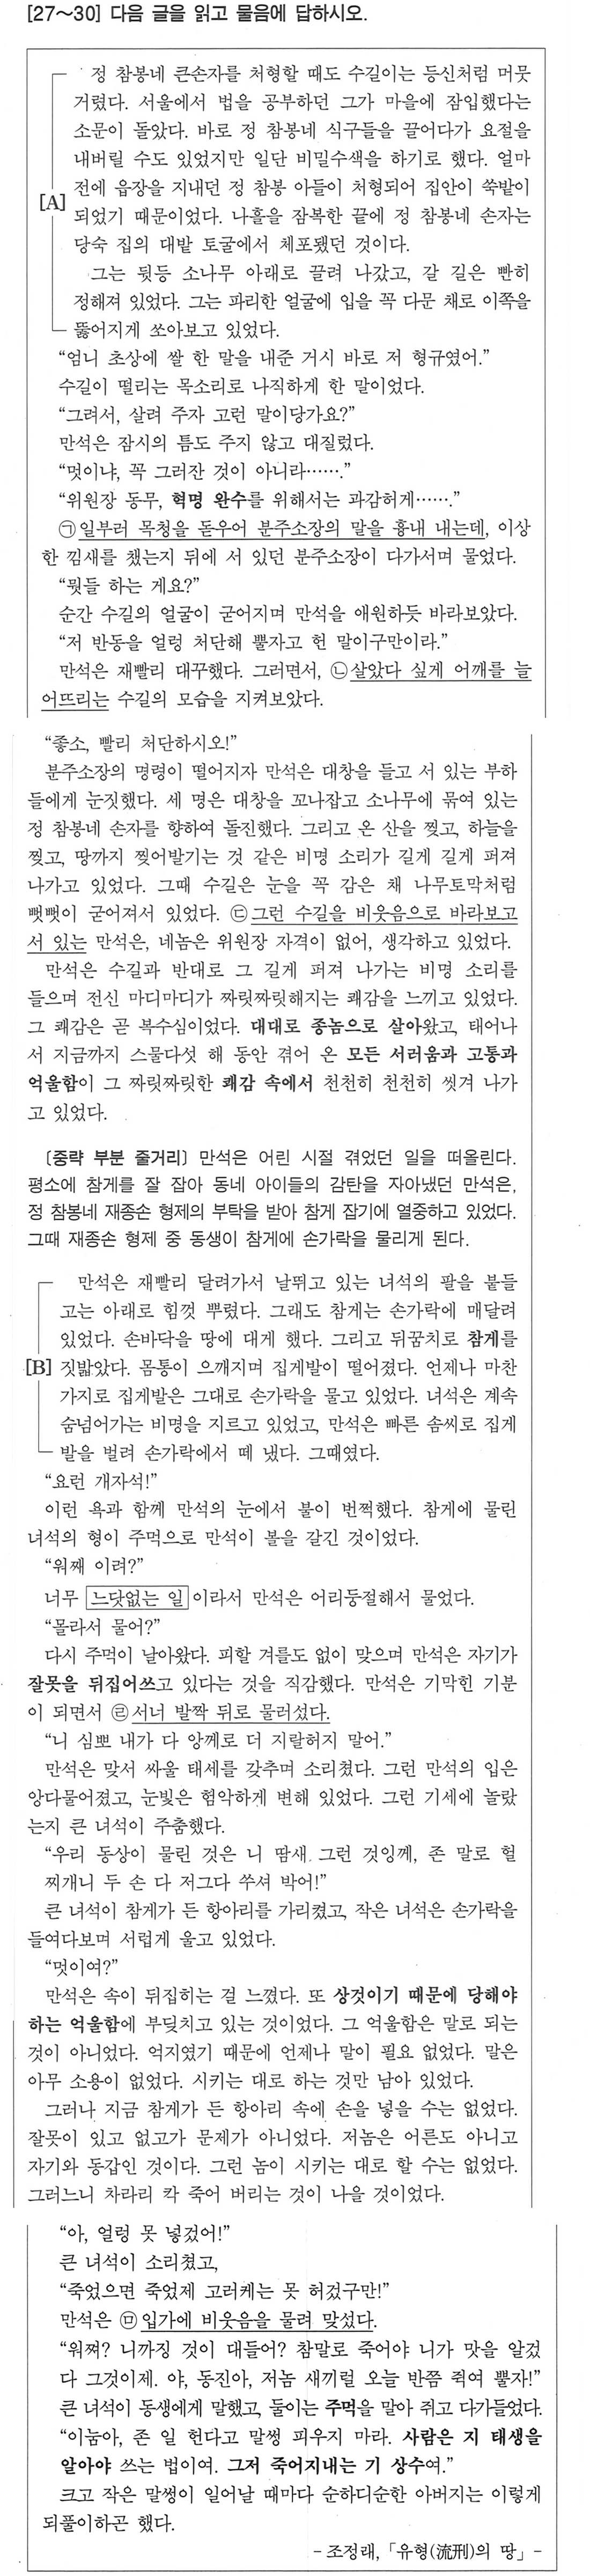 [27～30] 다음 글을 읽고 물음에 답하시오.
정 참봉네 큰손자를 처형할 때도 수길이는 등신처럼 머뭇
거렸다. 서울에서 법을 공부하던 그가 마을에 잠입했다는
소문이 돌았다. 바로 정 참봉네 식구들을 끌어다가 요절을
내버릴 수도 있었지만 일단 비밀수색을 하기로 했다. 얼마
[A] 전에 읍장을 지내던 정 참봉 아들이 처형되어 집안이 쑥밭이
되었기 때문이었다. 나흘을 잠복한 끝에 정 참봉네 손자는
당숙 집의 대밭 토굴에서 체포됐던 것이다.
그는 뒷등 소나무 아래로 끌려 나갔고, 갈 길은 빤히
정해져 있었다. 그는 파리한 얼굴에 입을 꼭 다문 채로 이쪽을
뚫어지게 쏘아보고 있었다.
“엄니 초상에 쌀 한 말을 내준 거시 바로 저 형규였어.”
수길이 떨리는 목소리로 나직하게 한 말이었다.
“그려서, 살려 주자 고런 말이당가요?”
만석은 잠시의 틈도 주지 않고 대질렀다.
“멋이냐, 꼭 그러잔 것이 아니라…….”
“위원장 동무, 혁명 완수를 위해서는 과감허게…….”
㉠일부러 목청을 돋우어 분주소장의 말을 흉내 내는데, 이상
한 낌새를 챘는지 뒤에 서 있던 분주소장이 다가서며 물었다.
“뭣들 하는 게요?”
순간 수길의 얼굴이 굳어지며 만석을 애원하듯 바라보았다.
“저 반동을 얼렁 처단해 뿔자고 헌 말이구만이라.”
만석은 재빨리 대꾸했다. 그러면서, ㉡살았다 싶게 어깨를 늘
어뜨리는 수길의 모습을 지켜보았다.
“좋소, 빨리 처단하시오!”
분주소장의 명령이 떨어지자 만석은 대창을 들고 서 있는 부하
들에게 눈짓했다. 세 명은 대창을 꼬나잡고 소나무에 묶여 있는
정 참봉네 손자를 향하여 돌진했다. 그리고 온 산을 찢고, 하늘을
찢고, 땅까지 찢어발기는 것 같은 비명 소리가 길게 길게 퍼져
나가고 있었다. 그때 수길은 눈을 꼭 감은 채 나무토막처럼
뻣뻣이 굳어져서 있었다. ㉢그런 수길을 비웃음으로 바라보고
서 있는 만석은, 네놈은 위원장 자격이 없어, 생각하고 있었다.
만석은 수길과 반대로 그 길게 퍼져 나가는 비명 소리를
들으며 전신 마디마디가 짜릿짜릿해지는 쾌감을 느끼고 있었다.
그 쾌감은 곧 복수심이었다. 대대로 종놈으로 살아왔고, 태어나
서 지금까지 스물다섯 해 동안 겪어 온 모든 서러움과 고통과
억울함이 그 짜릿짜릿한 쾌감 속에서 천천히 천천히 씻겨 나가
고 있었다.
〔중략 부분 줄거리〕 만석은 어린 시절 겪었던 일을 떠올린다.
평소에 참게를 잘 잡아 동네 아이들의 감탄을 자아냈던 만석은,
정 참봉네 재종손 형제의 부탁을 받아 참게 잡기에 열중하고 있었다.
그때 재종손 형제 중 동생이 참게에 손가락을 물리게 된다.
만석은 재빨리 달려가서 날뛰고 있는 녀석의 팔을 붙들
고는 아래로 힘껏 뿌렸다. 그래도 참게는 손가락에 매달려
있었다. 손바닥을 땅에 대게 했다. 그리고 뒤꿈치로 참게를
[B] 짓밟았다. 몸통이 으깨지며 집게발이 떨어졌다. 언제나 마찬
가지로 집게발은 그대로 손가락을 물고 있었다. 녀석은 계속
숨넘어가는 비명을 지르고 있었고, 만석은 빠른 솜씨로 집게
발을 벌려 손가락에서 떼 냈다. 그때였다.
“요런 개자석!”
이런 욕과 함께 만석의 눈에서 불이 번쩍했다. 참게에 물린
녀석의 형이 주먹으로 만석이 볼을 갈긴 것이었다.
“워째 이려?”
너무 느닷없는 일이라서 만석은 어리둥절해서 물었다.
“몰라서 물어?”
다시 주먹이 날아왔다. 피할 겨를도 없이 맞으며 만석은 자기가
잘못을 뒤집어쓰고 있다는 것을 직감했다. 만석은 기막힌 기분
이 되면서 ㉣서너 발짝 뒤로 물러섰다.
“니 심뽀 내가 다 앙께로 더 지랄허지 말어.”
만석은 맞서 싸울 태세를 갖추며 소리쳤다. 그런 만석의 입은
앙다물어졌고, 눈빛은 험악하게 변해 있었다. 그런 기세에 놀랐
는지 큰 녀석이 주춤했다.
“우리 동상이 물린 것은 니 땀새 그런 것잉께, 존 말로 헐
찌개니 두 손 다 저그다 쑤셔 박어!”
큰 녀석이 참게가 든 항아리를 가리켰고, 작은 녀석은 손가락을
들여다보며 서럽게 울고 있었다.
“멋이여?”
만석은 속이 뒤집히는 걸 느꼈다. 또 상것이기 때문에 당해야
하는 억울함에 부딪치고 있는 것이었다. 그 억울함은 말로 되는
것이 아니었다. 억지였기 때문에 언제나 말이 필요 없었다. 말은
아무 소용이 없었다. 시키는 대로 하는 것만 남아 있었다.
그러나 지금 참게가 든 항아리 속에 손을 넣을 수는 없었다.
잘못이 있고 없고가 문제가 아니었다. 저놈은 어른도 아니고
자기와 동갑인 것이다. 그런 놈이 시키는 대로 할 수는 없었다.
그러느니 차라리 칵 죽어 버리는 것이 나을 것이었다.
“아, 얼렁 못 넣겄어!”
큰 녀석이 소리쳤고,
“죽었으면 죽었제 고러케는 못 허겄구만!”
만석은 ㉤입가에 비웃음을 물려 맞섰다.
“워쪄? 니까징 것이 대들어? 참말로 죽어야 니가 맛을 알겄
다 그것이제. 야, 동진아, 저놈 새끼럴 오늘 반쯤 쥑여 뿔자!”
큰 녀석이 동생에게 말했고, 둘이는 주먹을 말아 쥐고 다가들었다.
“이눔아, 존 일 헌다고 말썽 피우지 마라. 사람은 지 태생을
알아야 쓰는 법이여. 그저 죽어지내는 기 상수여.”
크고 작은 말썽이 일어날 때마다 순하디순한 아버지는 이렇게
되풀이하곤 했다.
- 조정래, ｢유형(流刑)의 땅｣ -